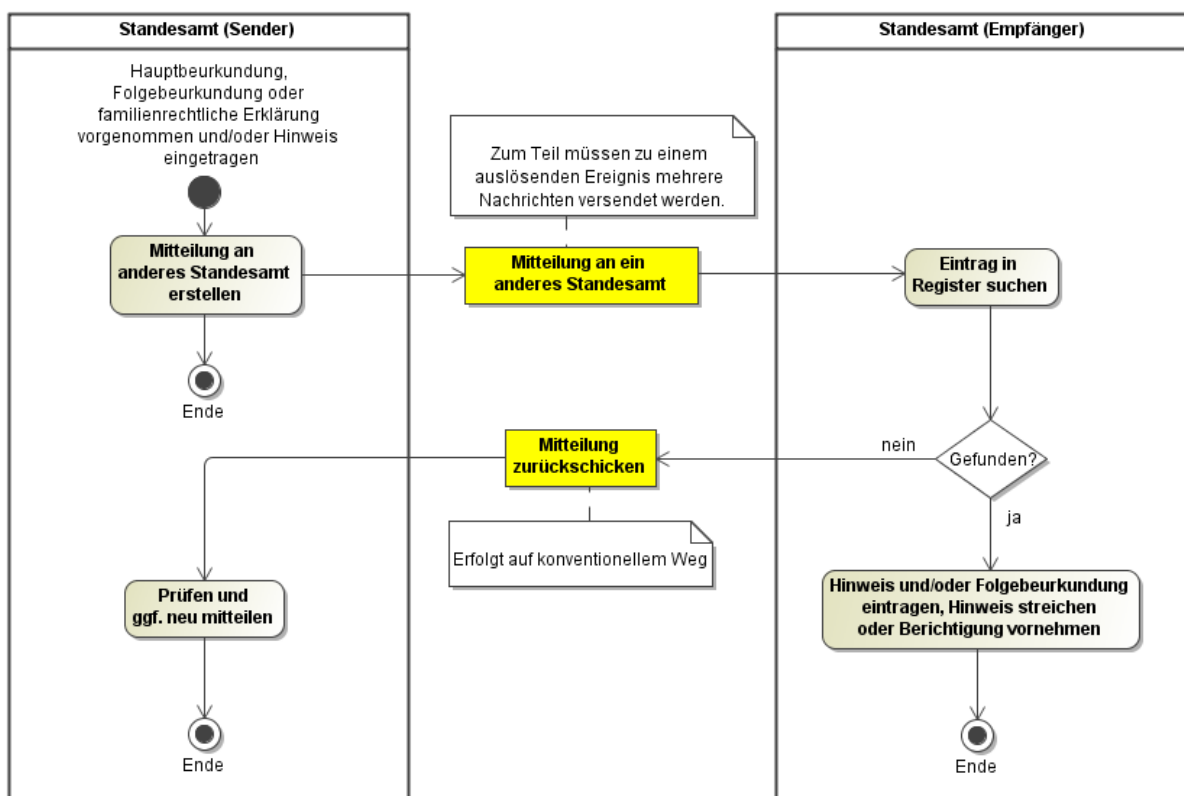 Standesamt (Sender)
Standesamt (Empfänger)
Hauptbeurkundung,
Folgebeurkundung oder
familienrechtliche Erklärung
vorgenommen und/oder Hinweis
eingetragen
Zum Teil müssen zu einem
auslösenden Ereignis mehrere
Nachrichten versendet werden.
Mitteilung an
anderes Standesamt
erstellen
Mitteilung an ein
anderes Standesamt
Eintrag in
Register suchen
Ende
Mitteilung
zurückschicken
nein
Gefunden?
ja
Erfolgt auf konventionellem Weg
Prüfen und
ggf. neu mitteilen
Hinweis und/oder Folgebeurkundung
eintragen, Hinweis streichen
oder Berichtigung vornehmen
Ende
Ende